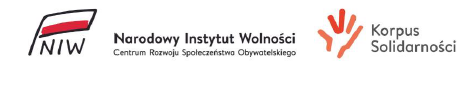 NIW
Narodowy Instytut Wolności
Centrum Rozwoju Społeczeństwa Obywatelskiego
Korpus
Solidarności